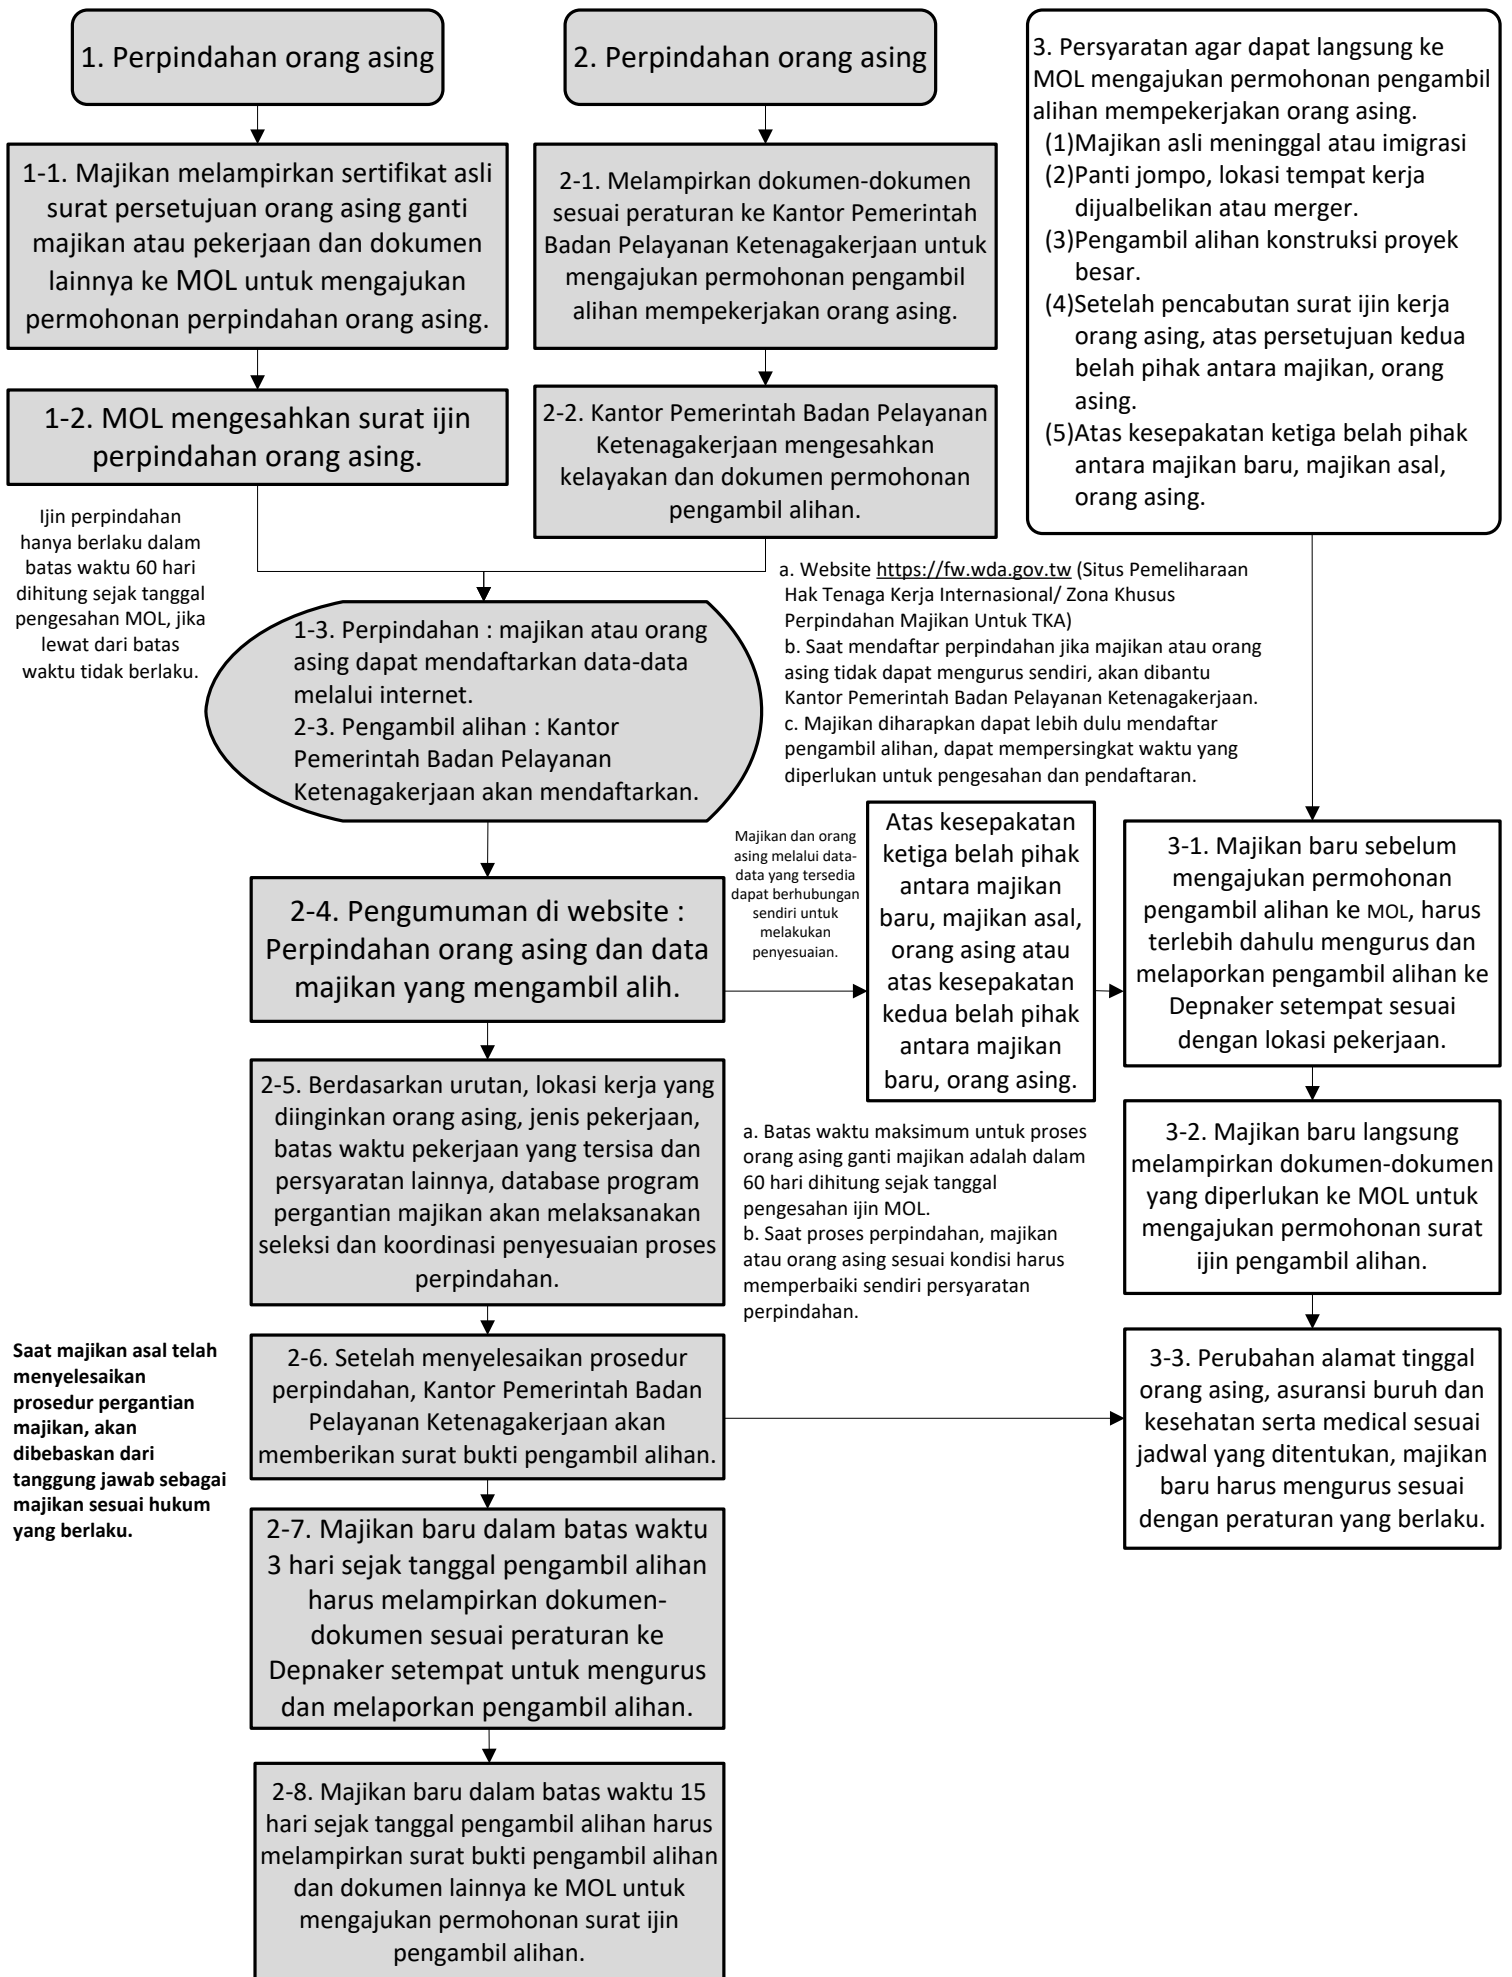 1. Perpindahan orang asing
2. Perpindahan orang asing
3. Persyaratan agar dapat langsung ke
MOL mengajukan permohonan pengambil
alihan mempekerjakan orang asing.
(1)Majikan asli meninggal atau imigrasi
(2)Panti jompo, lokasi tempat kerja
dijualbelikan atau merger.
(3)Pengambil alihan konstruksi proyek
besar.
(4)Setelah pencabutan surat ijin kerja
orang asing, atas persetujuan kedua
belah pihak antara majikan, orang
asing.
(5)Atas kesepakatan ketiga belah pihak
antara majikan baru, majikan asal,
orang asing.
1-1. Majikan melampirkan sertifikat asli
surat persetujuan orang asing ganti
majikan atau pekerjaan dan dokumen
lainnya ke MOL untuk mengajukan
permohonan perpindahan orang asing.
2-1. Melampirkan dokumen-dokumen
sesuai peraturan ke Kantor Pemerintah
Badan Pelayanan Ketenagakerjaan untuk
mengajukan permohonan pengambil
alihan mempekerjakan orang asing.
1-2. MOL mengesahkan surat ijin
perpindahan orang asing.
2-2. Kantor Pemerintah Badan Pelayanan
Ketenagakerjaan mengesahkan
kelayakan dan dokumen permohonan
pengambil alihan.
Ijin perpindahan
hanya berlaku dalam
batas waktu 60 hari
dihitung sejak tanggal
pengesahan MOL, jika
lewat dari batas
waktu tidak berlaku.
1-3. Perpindahan : majikan atau orang
asing dapat mendaftarkan data-data
melalui internet.
2-3. Pengambil alihan : Kantor
Pemerintah Badan Pelayanan
Ketenagakerjaan akan mendaftarkan.
a. Website https://fw.wda.gov.tw (Situs Pemeliharaan
Hak Tenaga Kerja Internasional/ Zona Khusus
Perpindahan Majikan Untuk TKA)
b. Saat mendaftar perpindahan jika majikan atau orang
asing tidak dapat mengurus sendiri, akan dibantu
Kantor Pemerintah Badan Pelayanan Ketenagakerjaan.
c. Majikan diharapkan dapat lebih dulu mendaftar
pengambil alihan, dapat mempersingkat waktu yang
diperlukan untuk pengesahan dan pendaftaran.
2-4. Pengumuman di website :
Perpindahan orang asing dan data
majikan yang mengambil alih.
Majikan dan orang
asing melalui data-
data yang tersedia
dapat berhubungan
sendiri untuk
melakukan
penyesuaian.
Atas kesepakatan
ketiga belah pihak
antara majikan
baru, majikan asal,
orang asing atau
atas kesepakatan
kedua belah pihak
antara majikan
baru, orang asing.
3-1. Majikan baru sebelum
mengajukan permohonan
pengambil alihan ke MOL, harus
terlebih dahulu mengurus dan
melaporkan pengambil alihan ke
Depnaker setempat sesuai
dengan lokasi pekerjaan.
2-5. Berdasarkan urutan, lokasi kerja yang
diinginkan orang asing, jenis pekerjaan,
batas waktu pekerjaan yang tersisa dan
persyaratan lainnya, database program
pergantian majikan akan melaksanakan
seleksi dan koordinasi penyesuaian proses
perpindahan.
a. Batas waktu maksimum untuk proses
orang asing ganti majikan adalah dalam
60 hari dihitung sejak tanggal
pengesahan ijin MOL.
b. Saat proses perpindahan, majikan
atau orang asing sesuai kondisi harus
memperbaiki sendiri persyaratan
perpindahan.
3-2. Majikan baru langsung
melampirkan dokumen-dokumen
yang diperlukan ke MOL untuk
mengajukan permohonan surat
ijin pengambil alihan.
Saat majikan asal telah
menyelesaikan
prosedur pergantian
majikan, akan
dibebaskan dari
tanggung jawab sebagai
majikan sesuai hukum
yang berlaku.
2-6. Setelah menyelesaikan prosedur
perpindahan, Kantor Pemerintah Badan
Pelayanan Ketenagakerjaan akan
memberikan surat bukti pengambil alihan.
3-3. Perubahan alamat tinggal
orang asing, asuransi buruh dan
kesehatan serta medical sesuai
jadwal yang ditentukan, majikan
baru harus mengurus sesuai
dengan peraturan yang berlaku.
2-7. Majikan baru dalam batas waktu
3 hari sejak tanggal pengambil alihan
harus melampirkan dokumen-
dokumen sesuai peraturan ke
Depnaker setempat untuk mengurus
dan melaporkan pengambil alihan.
2-8. Majikan baru dalam batas waktu 15
hari sejak tanggal pengambil alihan harus
melampirkan surat bukti pengambil alihan
dan dokumen lainnya ke MOL untuk
mengajukan permohonan surat ijin
pengambil alihan.